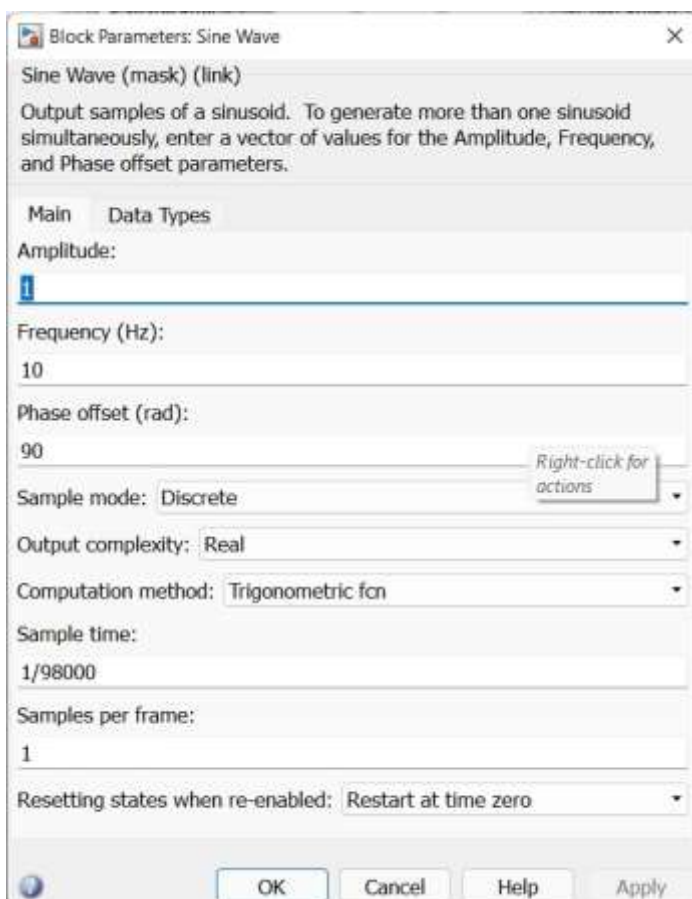 Block Parameters: Sine Wave
Sine Wave (mask) (link)
Output samples of a sinusoid. To generate more than one sinusoid
simultaneously, enter a vector of values for the Amplitude, Frequency,
and Phase offset parameters.
Main Data Types
Amplitude:
1
Frequency (Hz):
10
Phase offset (rad):
90
Right-click for
actions
Sample mode: Discrete
Output complexity: Real
Computation method: Trigonometric fcn
Sample time:
1/98000
Samples per frame:
1
Resetting states when re-enabled: Restart at time zero
OK Cancel Help Apply